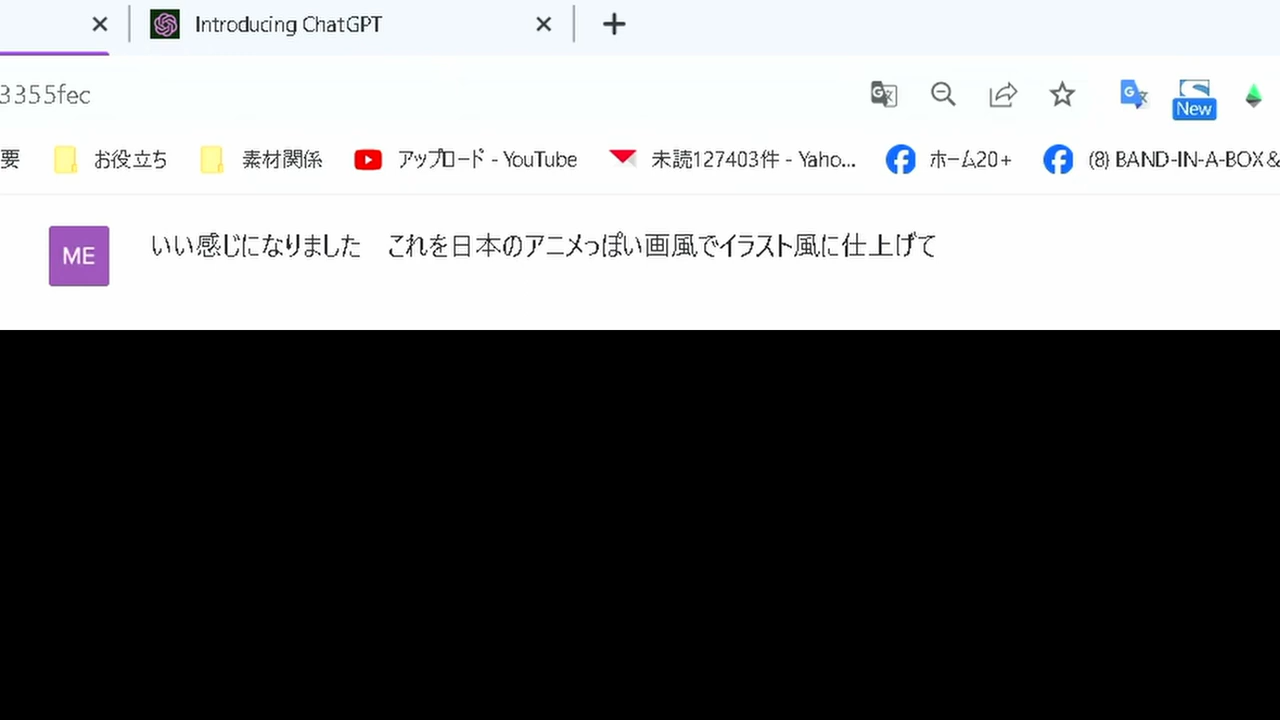 Introducing ChatGPT
3355fec
New
要 お役立ち 素材関係 アップロード - YouTube 未読127403件 - Yaho... ホーム20+ (8) BAND-IN-A-BOX&
ME いい感じになりました　これを日本のアニメっぽい画風でイラスト風に仕上げて